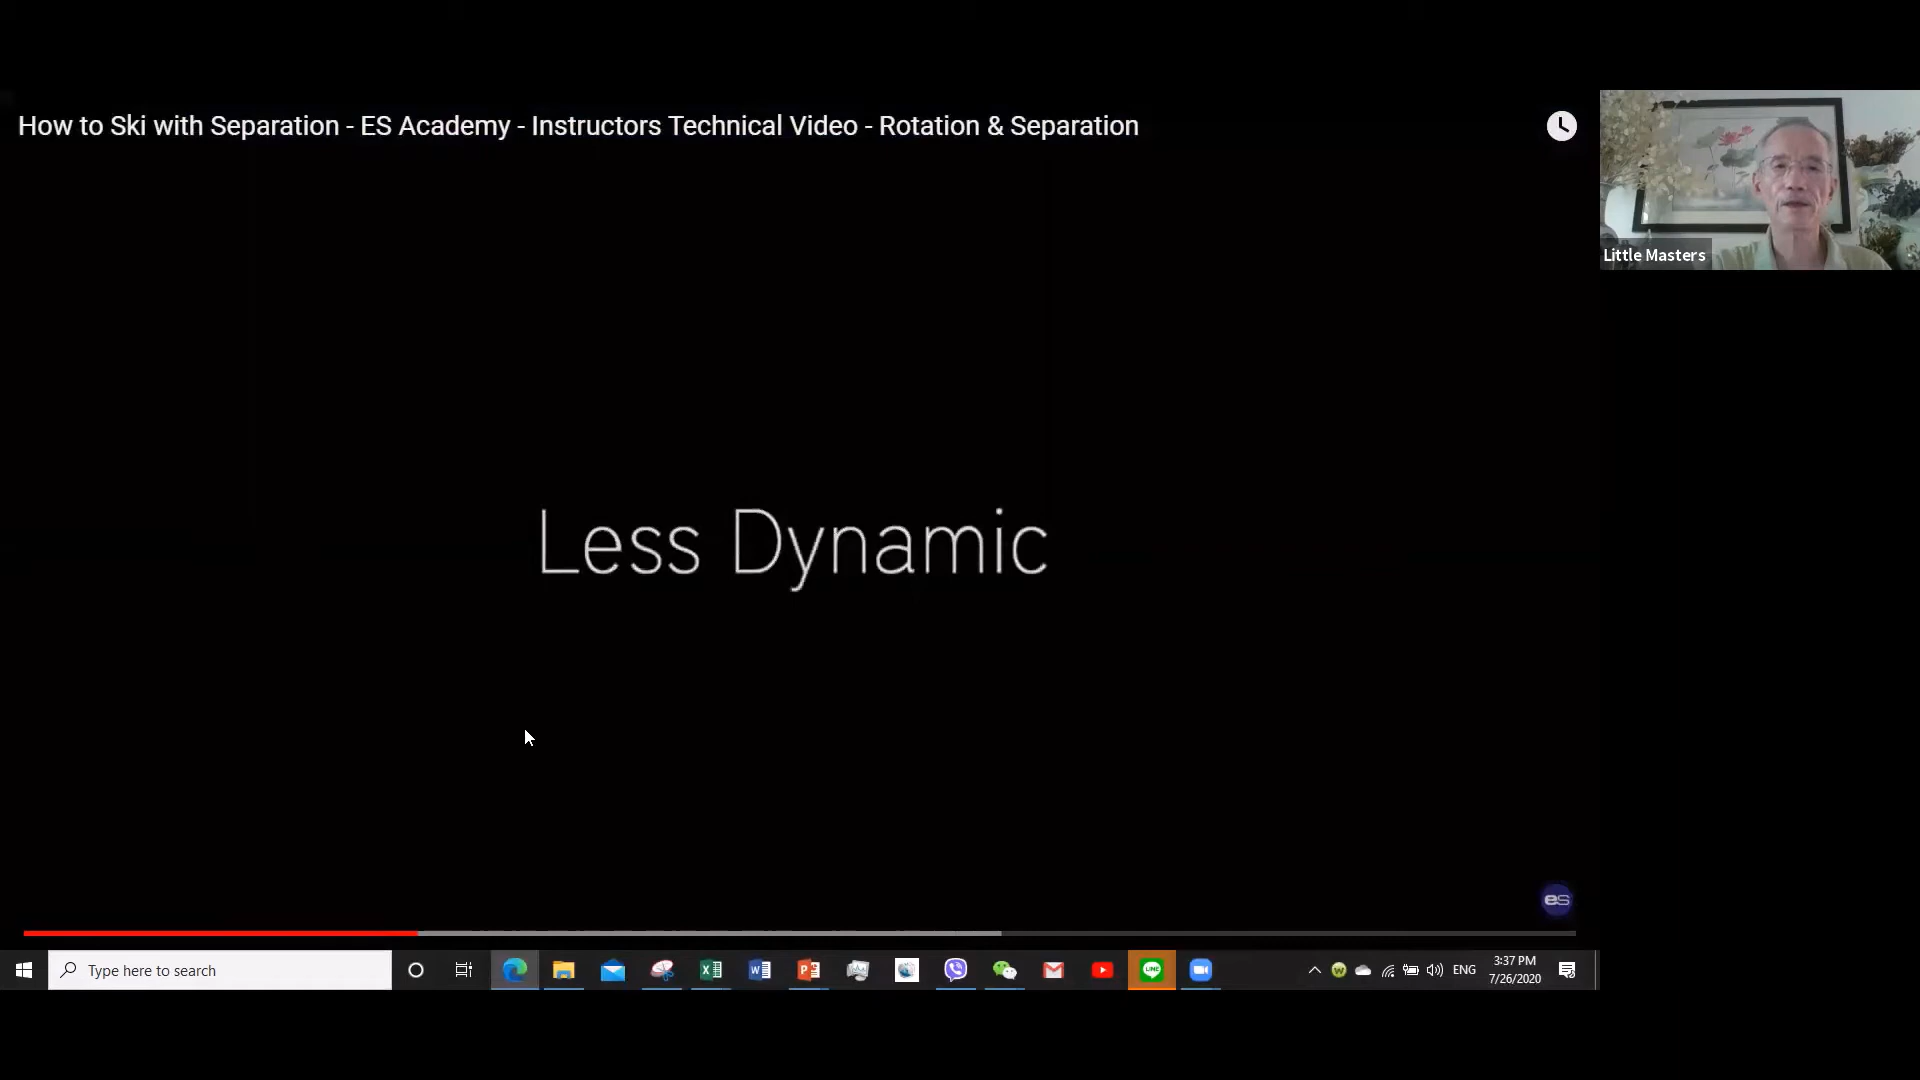 How to Ski with Separation - ES Academy - Instructors Technical Video - Rotation & Separation
Little Masters
Less Dynamic
es
Type here to search
LINE
ENG
3:37 PM
7/26/2020